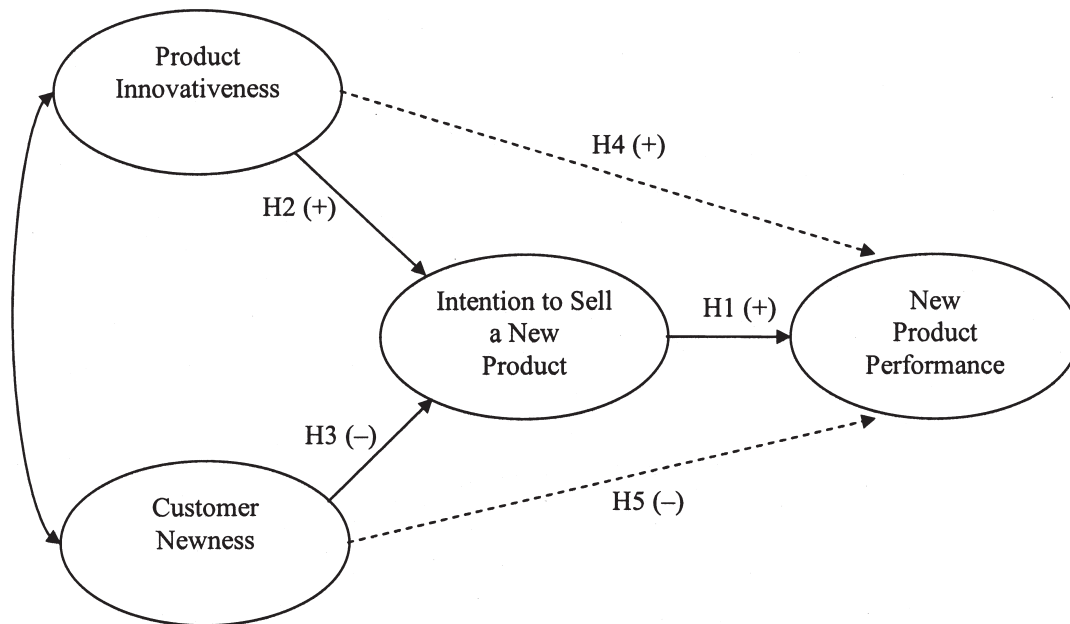 Product
Innovativeness
H4 (+)
H2 (+)
Intention to Sell
a New
Product
H1 (+)
New
Product
Performance
H3 (–)
H5 (–)
Customer
Newness